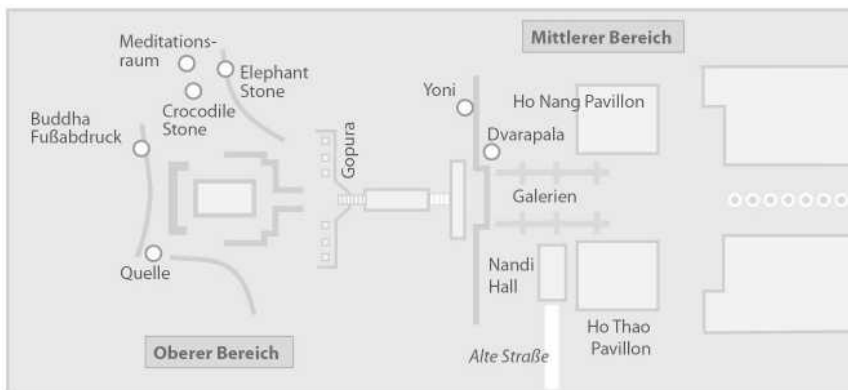 Meditations-
raum
Elephant
Stone
Crocodile
Stone
Buddha
Fußabdruck
Quelle
Oberer Bereich
Gopura
Mittlerer Bereich
Yoni
Ho Nang Pavillon
Dvarapala
Galerien
Nandi
Hall
Ho Thao
Pavillon
Alte Straße